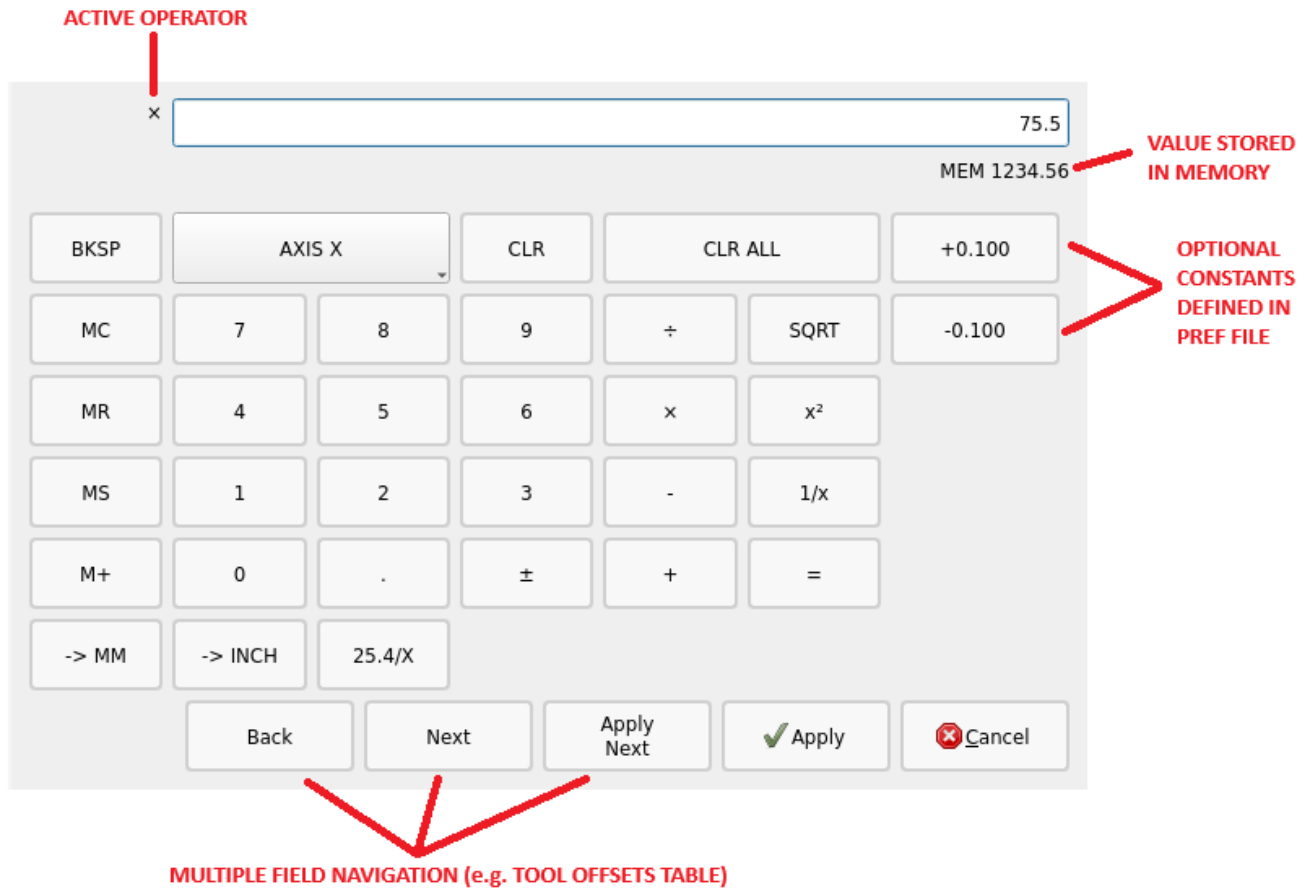 ACTIVE OPERATOR
×
75.5
MEM 1234.56
VALUE STORED
IN MEMORY
BKSP AXIS X CLR CLR ALL +0.100
OPTIONAL
CONSTANTS
DEFINED IN
PREF FILE
MC 7 8 9 ÷ SQRT -0.100
MR 4 5 6 × x²
MS 1 2 3 - 1/x
M+ 0 . ± + =
-> MM -> INCH 25.4/X
Back Next Apply
Next Apply Cancel
MULTIPLE FIELD NAVIGATION (e.g. TOOL OFFSETS TABLE)